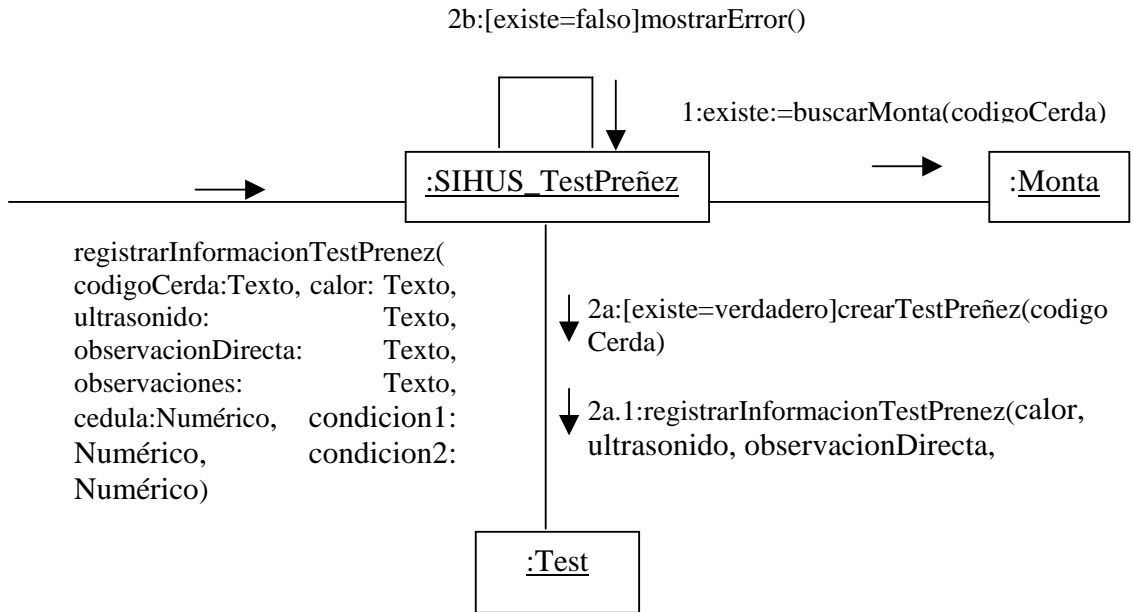 2b:[existe=falso]mostrarError()
1:existe:=buscarMonta(codigoCerda)
:SIHUS_TestPreñez
:Monta
registrarInformacionTestPrenez(
codigoCerda:Texto, calor: Texto,
ultrasonido: Texto,
observacionDirecta: Texto,
observaciones: Texto,
cedula:Numérico, condicion1:
Numérico, condicion2:
Numérico)
2a:[existe=verdadero]crearTestPreñez(codigo
Cerda)
2a.1:registrarInformacionTestPrenez(calor,
ultrasonido, observacionDirecta,
:Test